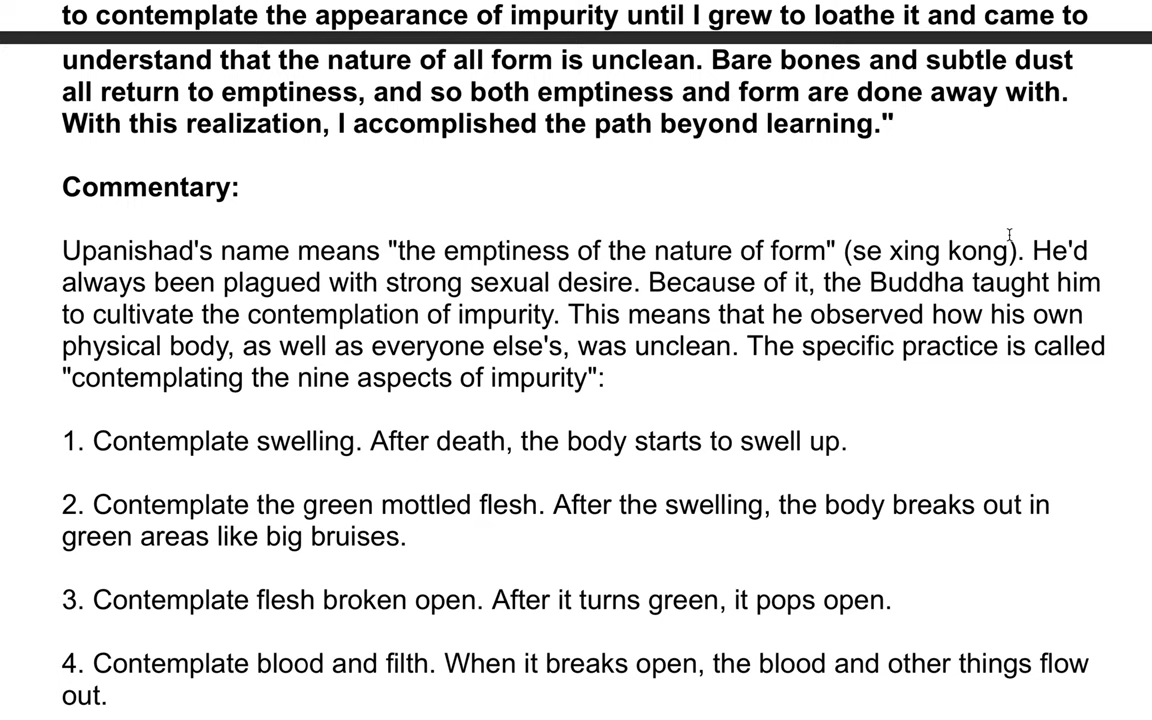 to contemplate the appearance of impurity until I grew to loathe it and came to
understand that the nature of all form is unclean. Bare bones and subtle dust
all return to emptiness, and so both emptiness and form are done away with.
With this realization, I accomplished the path beyond learning."
Commentary:
Upanishad's name means "the emptiness of the nature of form" (se xing kong). He'd
always been plagued with strong sexual desire. Because of it, the Buddha taught him
to cultivate the contemplation of impurity. This means that he observed how his own
physical body, as well as everyone else's, was unclean. The specific practice is called
"contemplating the nine aspects of impurity":
1. Contemplate swelling. After death, the body starts to swell up.
2. Contemplate the green mottled flesh. After the swelling, the body breaks out in
green areas like big bruises.
3. Contemplate flesh broken open. After it turns green, it pops open.
4. Contemplate blood and filth. When it breaks open, the blood and other things flow
out.